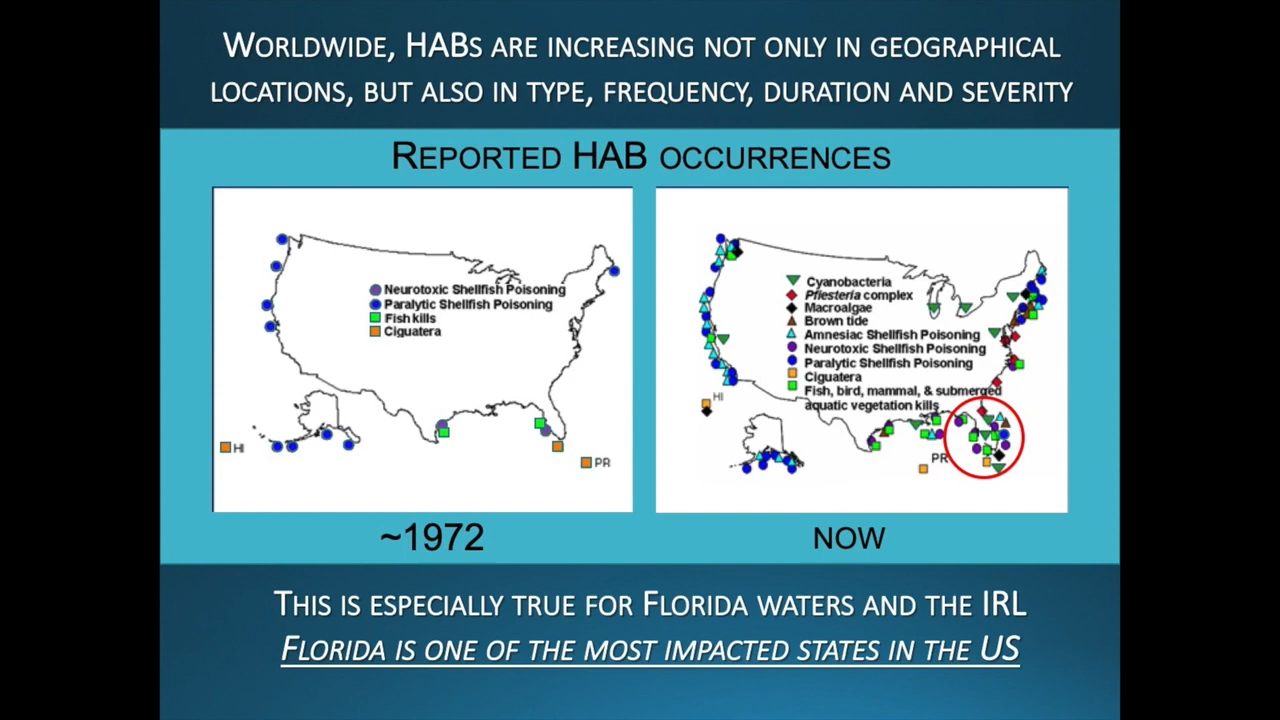 WORLDWIDE, HABS ARE INCREASING NOT ONLY IN GEOGRAPHICAL
LOCATIONS, BUT ALSO IN TYPE, FREQUENCY, DURATION AND SEVERITY
REPORTED HAB OCCURRENCES
Neurotoxic Shellfish Poisoning
Paralytic Shellfish Poisoning
Fish kills
Ciguatera
HI
PR
~1972
Cyanobacteria
Pfiesteria complex
Macroalgae
Brown tide
Amnesiac Shellfish Poisoning
Neurotoxic Shellfish Poisoning
Paralytic Shellfish Poisoning
Ciguatera
Fish, bird, mammal, & submerged
aquatic vegetation kills
HI
PR
NOW
THIS IS ESPECIALLY TRUE FOR FLORIDA WATERS AND THE IRL
FLORIDA IS ONE OF THE MOST IMPACTED STATES IN THE US